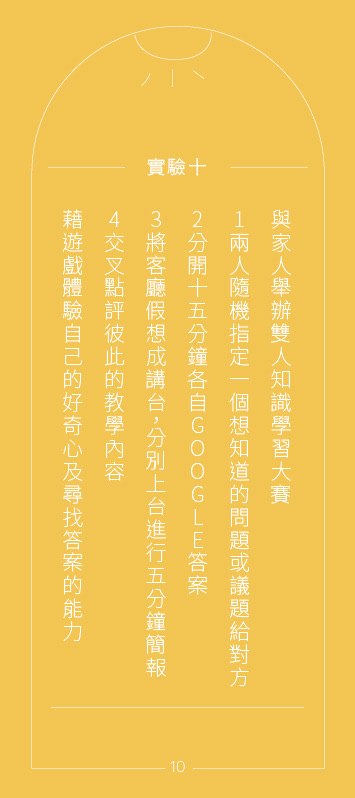 實驗十
與家人舉辦雙人知識學習大賽
1兩人隨機指定一個想知道的問題或議題給對方
2分開十五分鐘各自GOOGLE答案
3將客廳假想成講台，分別上台進行五分鐘簡報
4交叉點評彼此的教學內容
藉遊戲體驗自己的好奇心及尋找答案的能力
10